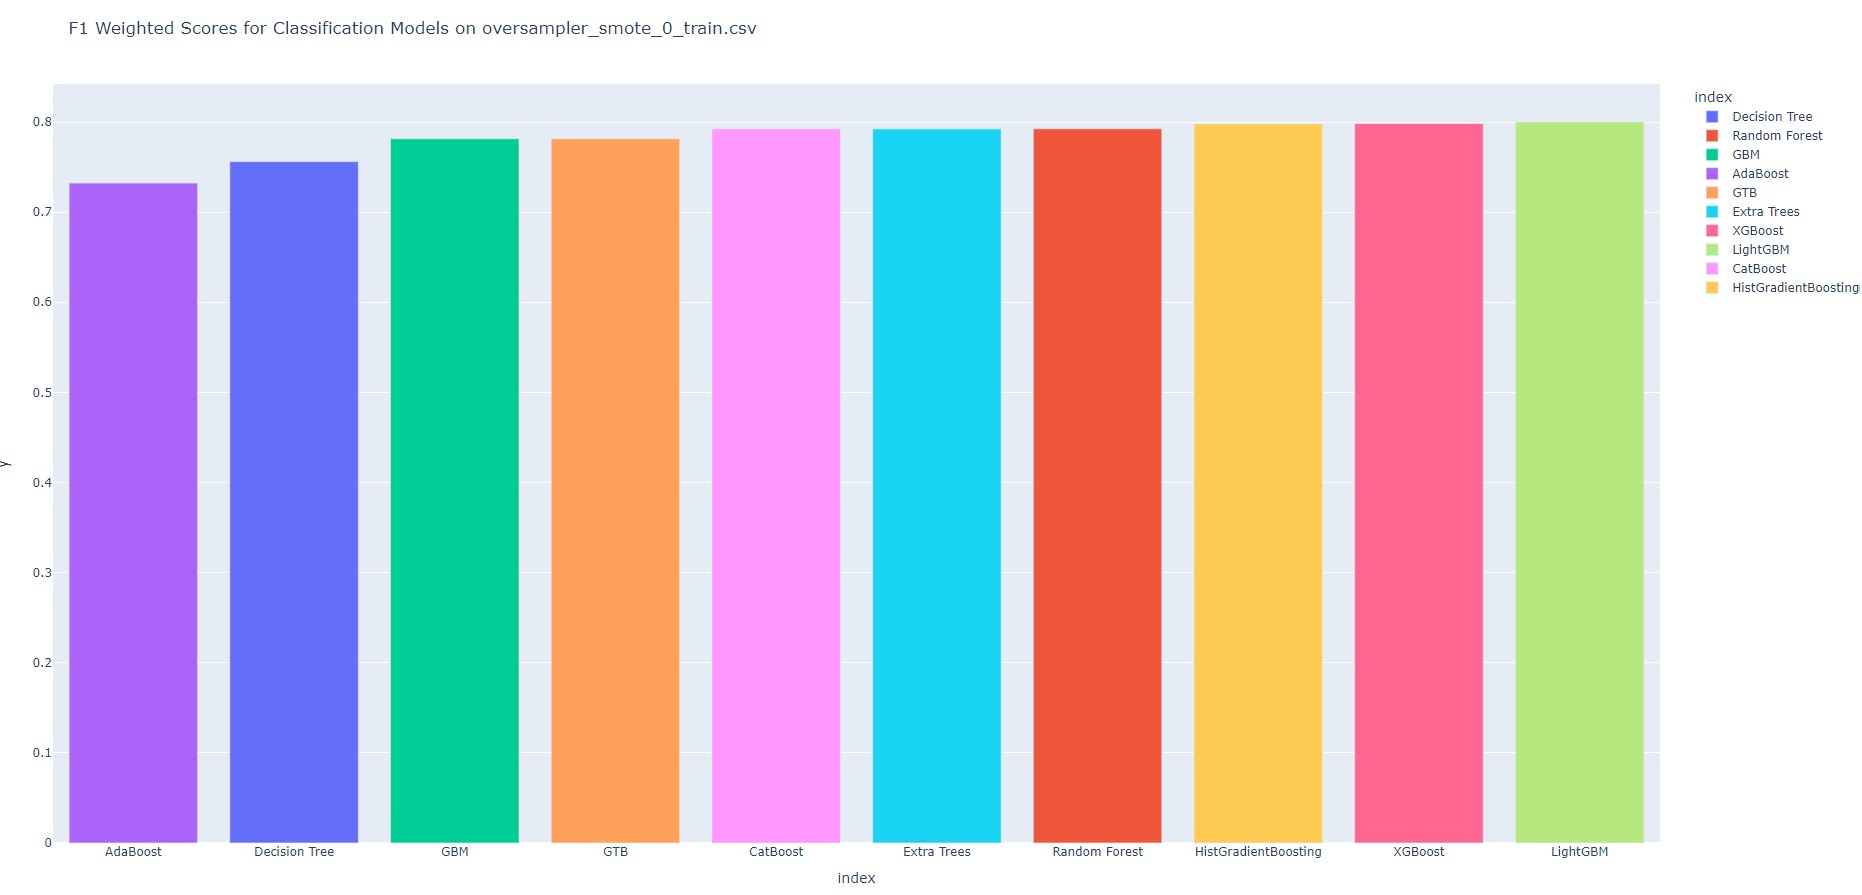 F1 Weighted Scores for Classification Models on oversampler_smote_0_train.csv
y
0.8
0.7
0.6
0.5
0.4
0.3
0.2
0.1
0
AdaBoost
Decision Tree
GBM
GTB
CatBoost
Extra Trees
Random Forest
HistGradientBoosting
XGBoost
LightGBM
index
index
Decision Tree
Random Forest
GBM
AdaBoost
GTB
Extra Trees
XGBoost
LightGBM
CatBoost
HistGradientBoosting